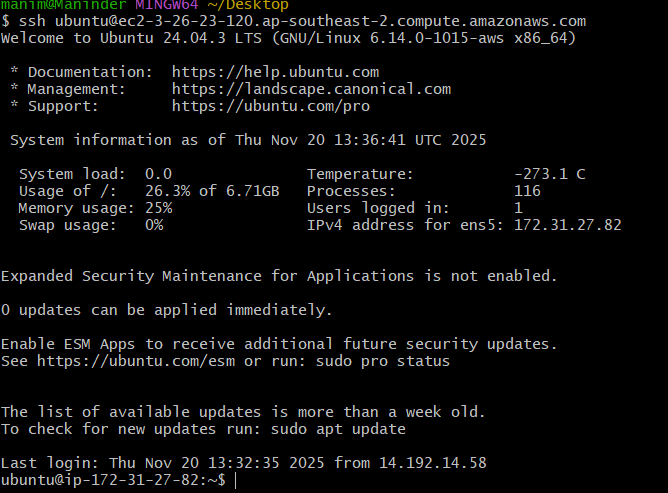 manim@Maninder MINGW64 ~/Desktop
$ ssh ubuntu@ec2-3-26-23-120.ap-southeast-2.compute.amazonaws.com
Welcome to Ubuntu 24.04.3 LTS (GNU/Linux 6.14.0-1015-aws x86_64)
* Documentation:  https://help.ubuntu.com
* Management:     https://landscape.canonical.com
* Support:        https://ubuntu.com/pro
System information as of Thu Nov 20 13:36:41 UTC 2025
System load:  0.0                Temperature:            -273.1 C
Usage of /:   26.3% of 6.71GB   Processes:              116
Memory usage: 25%                Users logged in:        1
Swap usage:   0%                 IPv4 address for ens5: 172.31.27.82
Expanded Security Maintenance for Applications is not enabled.
0 updates can be applied immediately.
Enable ESM Apps to receive additional future security updates.
See https://ubuntu.com/esm or run: sudo pro status
The list of available updates is more than a week old.
To check for new updates run: sudo apt update
Last login: Thu Nov 20 13:32:35 2025 from 14.192.14.58
ubuntu@ip-172-31-27-82:~$